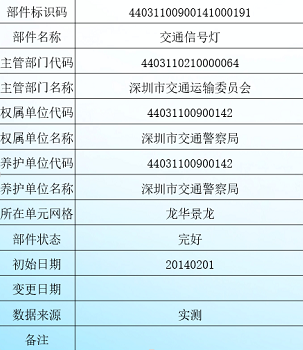 部件标识码 44031100900141000191
部件名称 交通信号灯
主管部门代码 4403110210000064
主管部门名称 深圳市交通运输委员会
权属单位代码 44031100900142
权属单位名称 深圳市交通警察局
养护单位代码 44031100900142
养护单位名称 深圳市交通警察局
所在单元网格 龙华景龙
部件状态 完好
初始日期 20140201
变更日期
数据来源 实测
备注